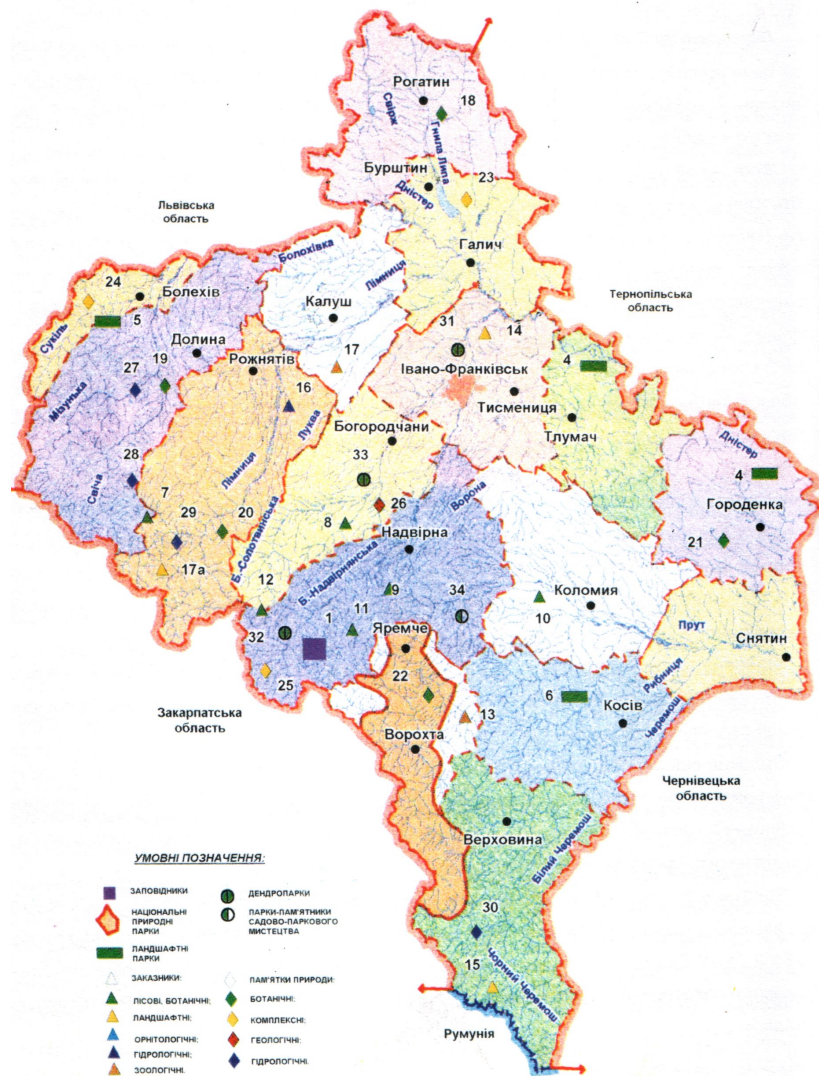 Рогатин
18
Свірж
Гнила Липа
Бурштин
23
Дністер
Львівська
область
Галич
Болохівка
Лімниця
24
Болехів
Калуш
Тернопільська
область
5
Сукіль
31
14
Долина
17
4
27
19
Рожнятів
Івано-Франківськ
16
Тисмениця
Мізунька
Луква
Богородчани
Тлумач
Дністер
28
33
4
Свіча
Лімниця
Ворона
7
26
Городенка
29
20
8
21
Надвірна
17а
Б.-Солотвинська
Б.-Надвірнянська
12
9
34
Коломия
1
11
10
Прут
32
Яремче
Снятин
22
Рибниця
25
6
13
Косів
Черемош
Закарпатська
область
Ворохта
Чернівецька
область
Верховина
Білий Черемош
УМОВНІ ПОЗНАЧЕННЯ:
ЗАПОВІДНИКИ
НАЦІОНАЛЬНІ
ПРИРОДНІ
ПАРКИ
ЛАНДШАФТНІ
ПАРКИ
ЗАКАЗНИКИ:
ЛІСОВІ, БОТАНІЧНІ;
ЛАНДШАФТНІ;
ОРНІТОЛОГІЧНІ;
ГІДРОЛОГІЧНІ;
ЗООЛОГІЧНІ.
ДЕНДРОПАРКИ
ПАРКИ-ПАМ'ЯТНИКИ
САДОВО-ПАРКОВОГО
МИСТЕЦТВА
ПАМ'ЯТКИ ПРИРОДИ:
БОТАНІЧНІ:
КОМПЛЕКСНІ:
ГЕОЛОГІЧНІ:
ГІДРОЛОГІЧНІ.
30
15
Чорний Черемош
Румунія